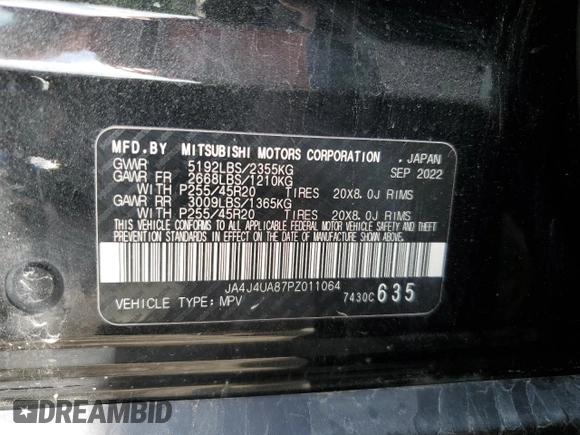 MFD.BY MITSUBISHI MOTORS CORPORATION . JAPAN
GVWR 5192LBS/2355KG SEP 2022
GAWR FR 2668LBS/1210KG
WITH P255/45R20 TIRES 20X8.0J RIMS
GAWR RR 3009LBS/1365KG
WITH P255/45R20 TIRES 20X8.0J RIMS
THIS VEHICLE CONFORMS TO ALL APPLICABLE FEDERAL MOTOR VEHICLE SAFETY AND THEFT
PREVENTION STANDARDS IN EFFECT ON THE DATE OF MANUFACTURE SHOWN ABOVE.
JA4J4UA87PZ011064
VEHICLE TYPE: MPV 7430C 635
DREAMBID